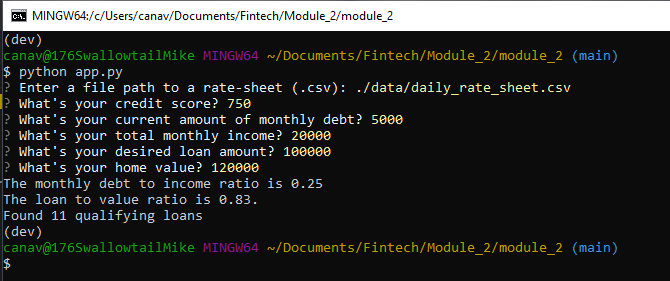 MINGW64:/c/Users/canav/Documents/Fintech/Module_2/module_2
(dev)
canav@176SwallowtailMike MINGW64 ~/Documents/Fintech/Module_2/module_2 (main)
$ python app.py
? Enter a file path to a rate-sheet (.csv): ./data/daily_rate_sheet.csv
? What's your credit score? 750
? What's your current amount of monthly debt? 5000
? What's your total monthly income? 20000
? What's your desired loan amount? 100000
? What's your home value? 120000
The monthly debt to income ratio is 0.25
The loan to value ratio is 0.83.
Found 11 qualifying loans
(dev)
canav@176SwallowtailMike MINGW64 ~/Documents/Fintech/Module_2/module_2 (main)
$